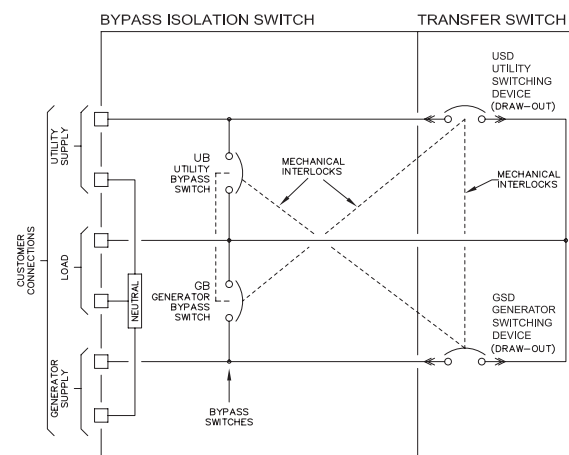 BYPASS ISOLATION SWITCH
TRANSFER SWITCH
USD
UTILITY
SWITCHING
DEVICE
(DRAW-OUT)
CUSTOMER
CONNECTIONS
UTILITY
SUPPLY
UB
UTILITY
BYPASS
SWITCH
MECHANICAL
INTERLOCKS
MECHANICAL
INTERLOCKS
LOAD
NEUTRAL
GB
GENERATOR
BYPASS
SWITCH
GSD
GENERATOR
SWITCHING
DEVICE
(DRAW-OUT)
GENERATOR
SUPPLY
BYPASS
SWITCHES